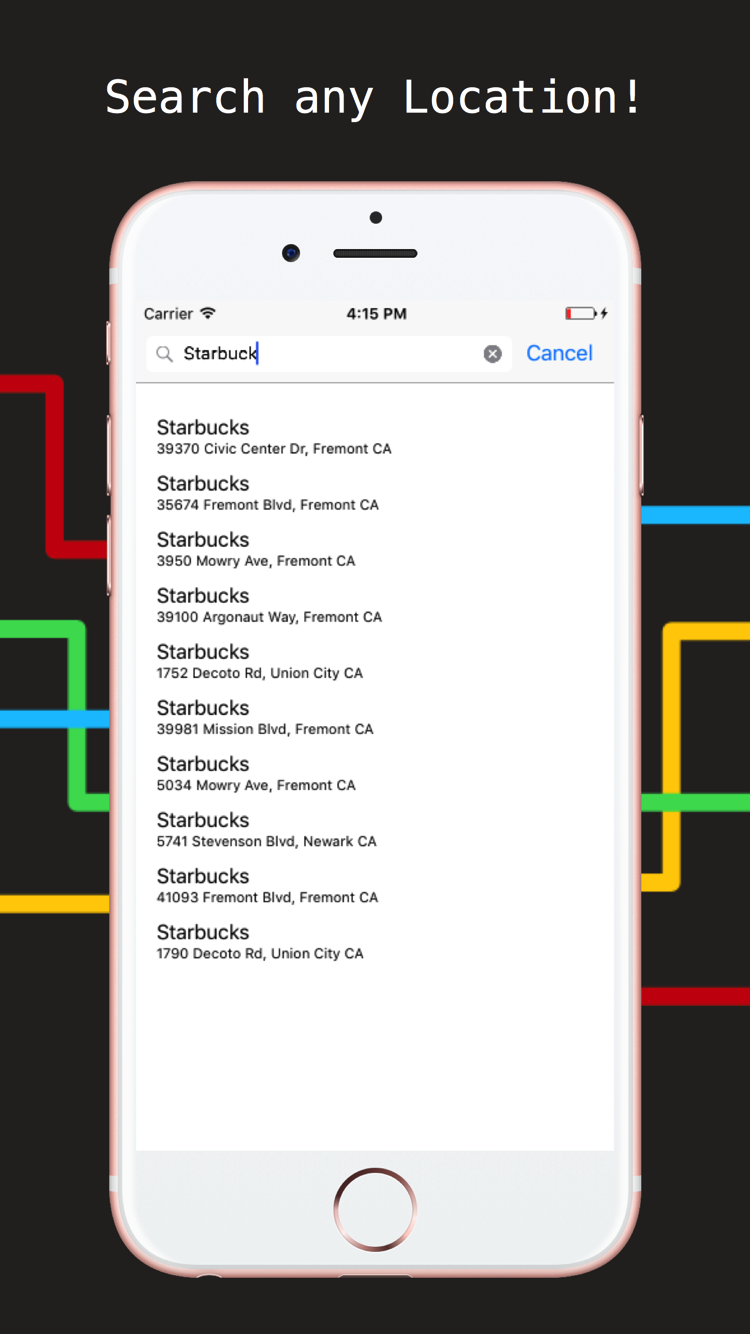 Search any Location!
Carrier 4:15 PM
Starbuck Cancel
Starbucks
39370 Civic Center Dr, Fremont CA
Starbucks
35674 Fremont Blvd, Fremont CA
Starbucks
3950 Mowry Ave, Fremont CA
Starbucks
39100 Argonaut Way, Fremont CA
Starbucks
1752 Decoto Rd, Union City CA
Starbucks
39981 Mission Blvd, Fremont CA
Starbucks
5034 Mowry Ave, Fremont CA
Starbucks
5741 Stevenson Blvd, Newark CA
Starbucks
41093 Fremont Blvd, Fremont CA
Starbucks
1790 Decoto Rd, Union City CA